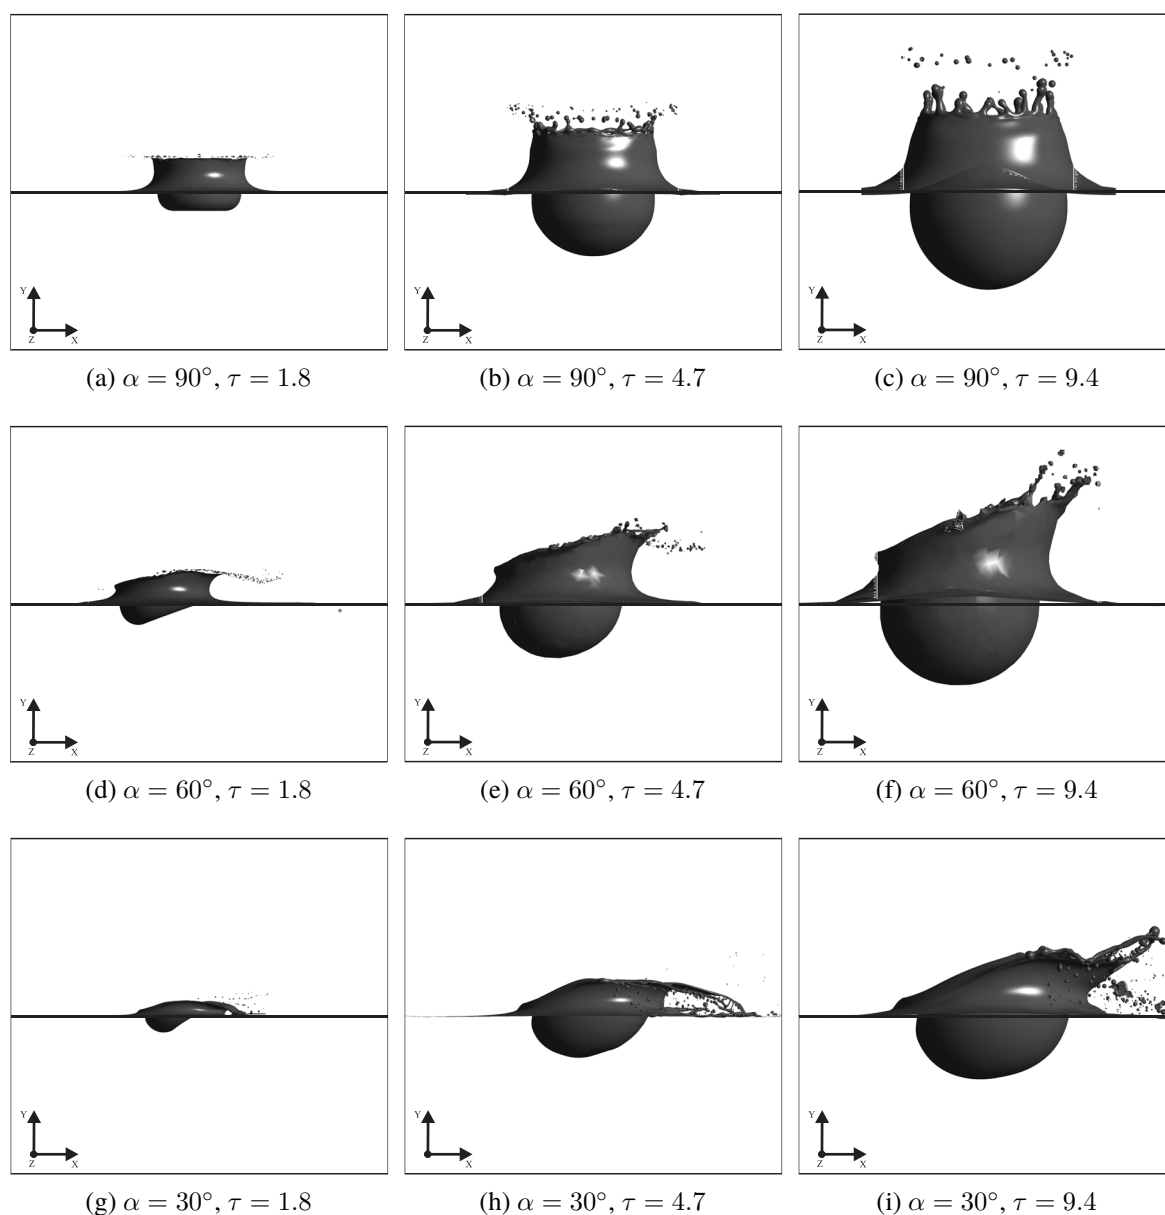 Y
Z X
Y
Z X
Y
Z X
(a) α = 90°, τ = 1.8
(b) α = 90°, τ = 4.7
(c) α = 90°, τ = 9.4
Y
Z X
Y
Z X
Y
Z X
(d) α = 60°, τ = 1.8
(e) α = 60°, τ = 4.7
(f) α = 60°, τ = 9.4
Y
Z X
Y
Z X
Y
Z X
(g) α = 30°, τ = 1.8
(h) α = 30°, τ = 4.7
(i) α = 30°, τ = 9.4